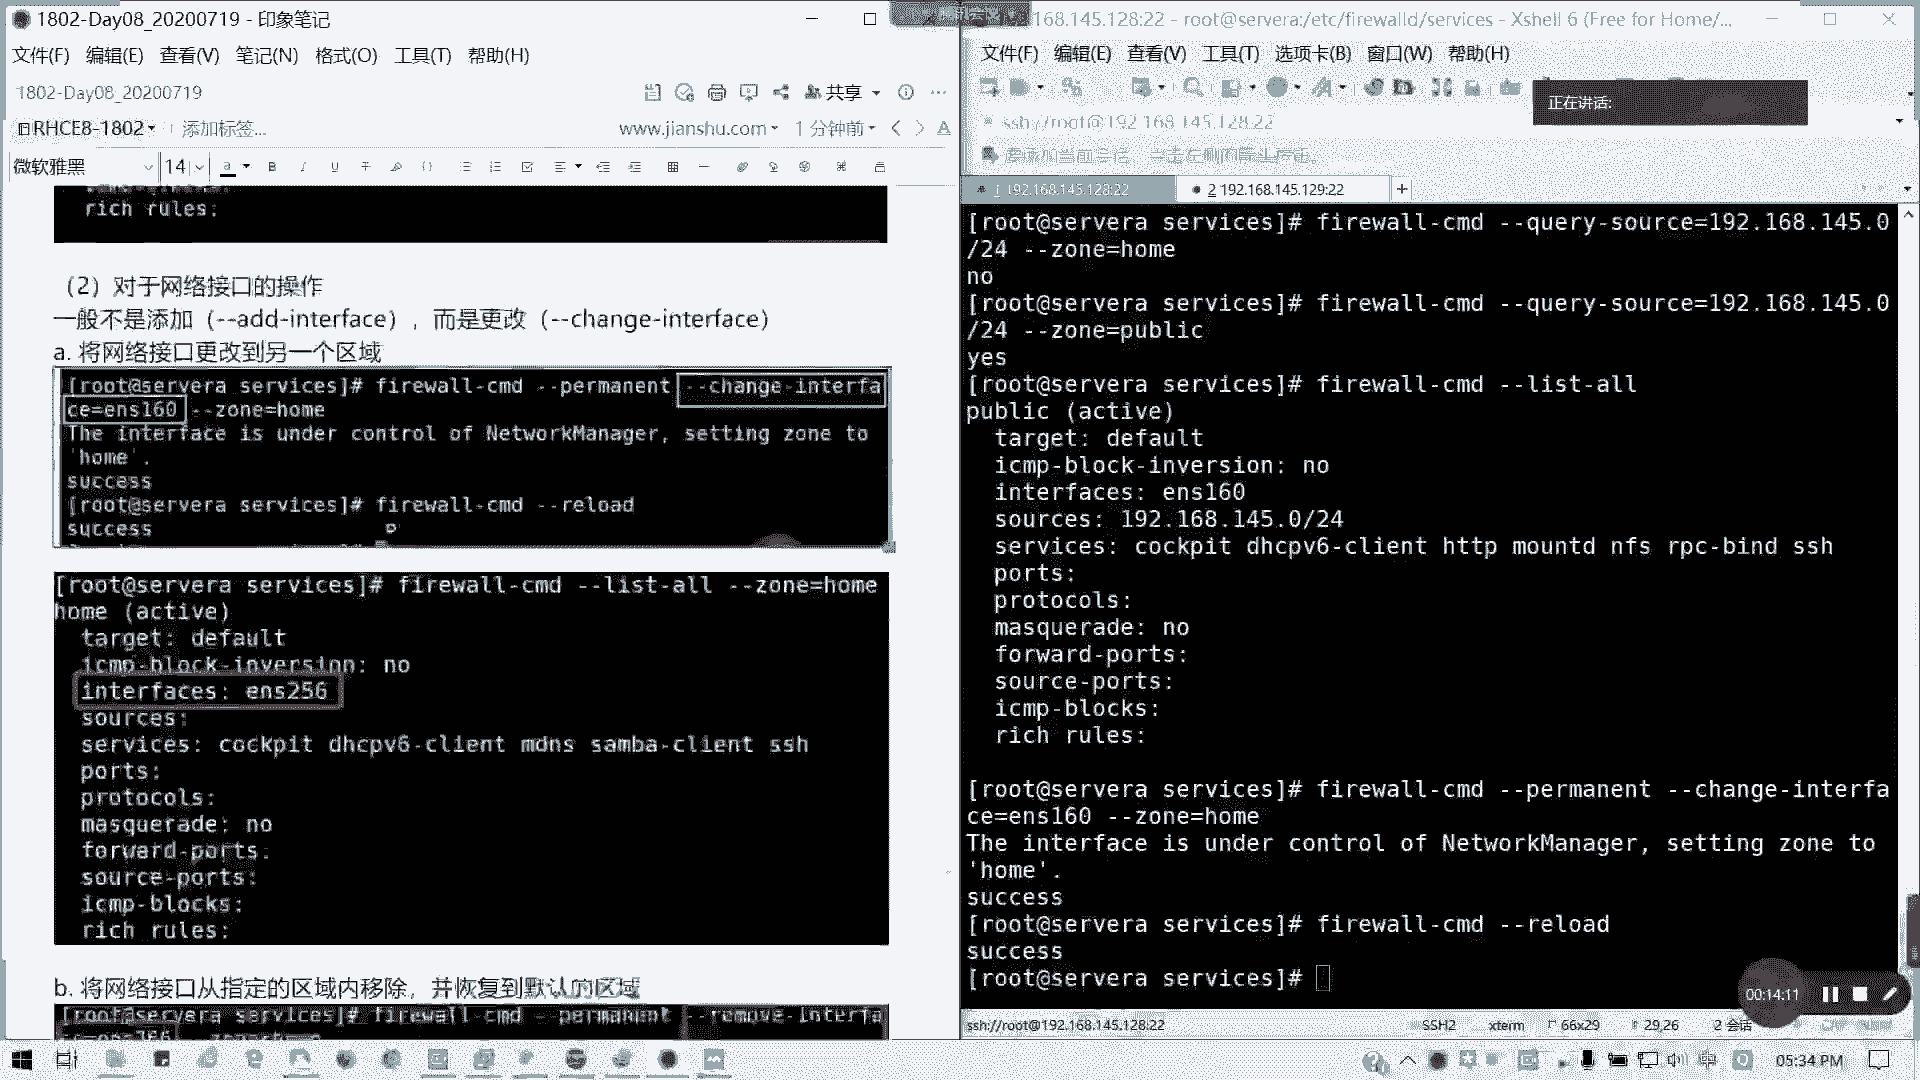 1802-Day08_20200719 - 印象笔记
文件(F) 编辑(E) 查看(V) 笔记(N) 格式(O) 工具(T) 帮助(H)
1802-Day08_20200719
共享
RHCE8-1802 添加标签...
www.jianshu.com 1 分钟前
微软雅黑 14
rich rules:
（2）对于网络接口的操作
一般不是添加（--add-interface），而是更改（--change-interface）
a. 将网络接口更改到另一个区域
[root@servera services]# firewall-cmd --permanent --change-interfa
ce=ens160 --zone=home
The interface is under control of NetworkManager, setting zone to
'home'.
success
[root@servera services]# firewall-cmd --reload
success
[root@servera services]# firewall-cmd --list-all --zone=home
home (active)
target: default
icmp-block-inversion: no
interfaces: ens256
sources:
services: cockpit dhcpv6-client mdns samba-client ssh
ports:
protocols:
masquerade: no
forward-ports:
source-ports:
icmp-blocks:
rich rules:
b. 将网络接口从指定的区域内移除，并恢复到默认的区域
[root@servera services]# firewall-cmd --permanent --remove-interfa
168.145.128:22 - root@servera:/etc/firewalld/services - Xshell 6 (Free for Home/...
文件(F) 编辑(E) 查看(V) 工具(T) 选项卡(B) 窗口(W) 帮助(H)
正在讲话:
ssh://root@192.168.145.128:22
1 192.168.145.128:22
2 192.168.145.129:22
[root@servera services]# firewall-cmd --query-source=192.168.145.0
/24 --zone=home
no
[root@servera services]# firewall-cmd --query-source=192.168.145.0
/24 --zone=public
yes
[root@servera services]# firewall-cmd --list-all
public (active)
target: default
icmp-block-inversion: no
interfaces: ens160
sources: 192.168.145.0/24
services: cockpit dhcpv6-client http mountd nfs rpc-bind ssh
ports:
protocols:
masquerade: no
forward-ports:
source-ports:
icmp-blocks:
rich rules:
[root@servera services]# firewall-cmd --permanent --change-interfa
ce=ens160 --zone=home
The interface is under control of NetworkManager, setting zone to
'home'.
success
[root@servera services]# firewall-cmd --reload
success
[root@servera services]#
00:14:11
ssh://root@192.168.145.128:22 SSH2 xterm 66x29 29,26 2 会话
中 05:34 PM